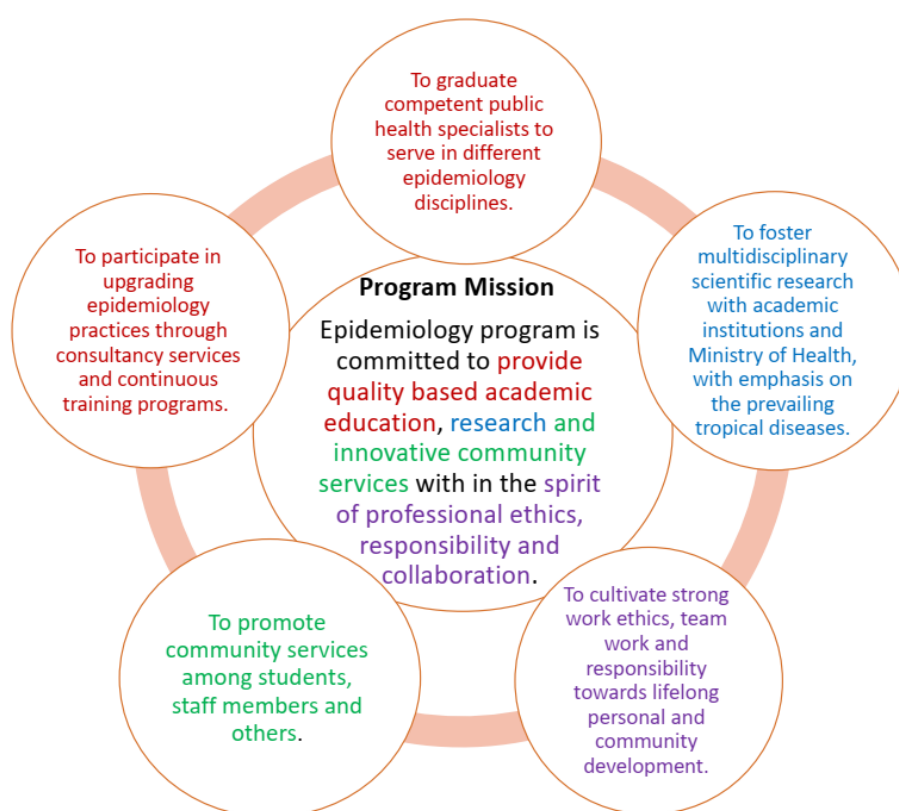 To graduate
competent public
health specialists to
serve in different
epidemiology
disciplines.
To foster
multidisciplinary
scientific research
with academic
institutions and
Ministry of Health,
with emphasis on
the prevailing
tropical diseases.
To cultivate strong
work ethics, team
work and
responsibility
towards lifelong
personal and
community
development.
To promote
community services
among students,
staff members and
others.
To participate in
upgrading
epidemiology
practices through
consultancy services
and continuous
training programs.
Program Mission
Epidemiology program is
committed to provide
quality based academic
education, research and
innovative community
services with in the spirit
of professional ethics,
responsibility and
collaboration.